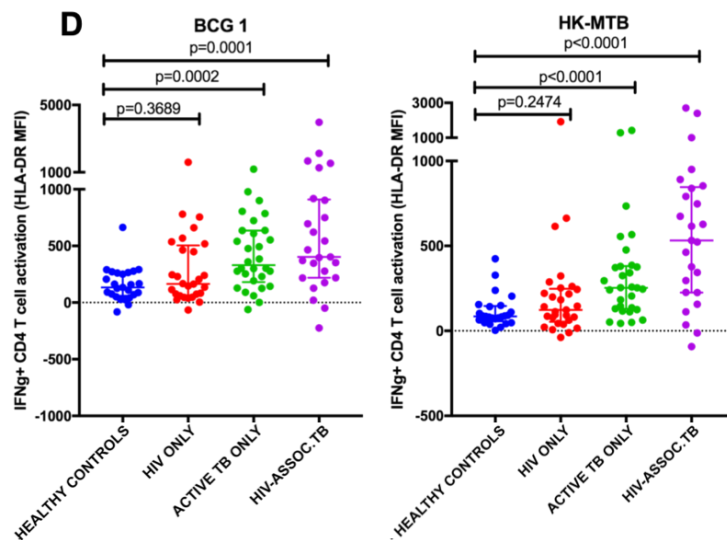 D
BCG 1
p=0.0001
p=0.0002
p=0.3689
5000
1000
1000
500
0
-500
-1000
IFNg+ CD4 T cell activation (HLA-DR MFI)
HEALTHY CONTROLS
HIV ONLY
ACTIVE TB ONLY
HIV-ASSOC.TB
HK-MTB
p<0.0001
p<0.0001
p=0.2474
3000
1000
1000
500
0
-500
IFNg+ CD4 T cell activation (HLA-DR MFI)
HEALTHY CONTROLS
HIV ONLY
ACTIVE TB ONLY
HIV-ASSOC.TB